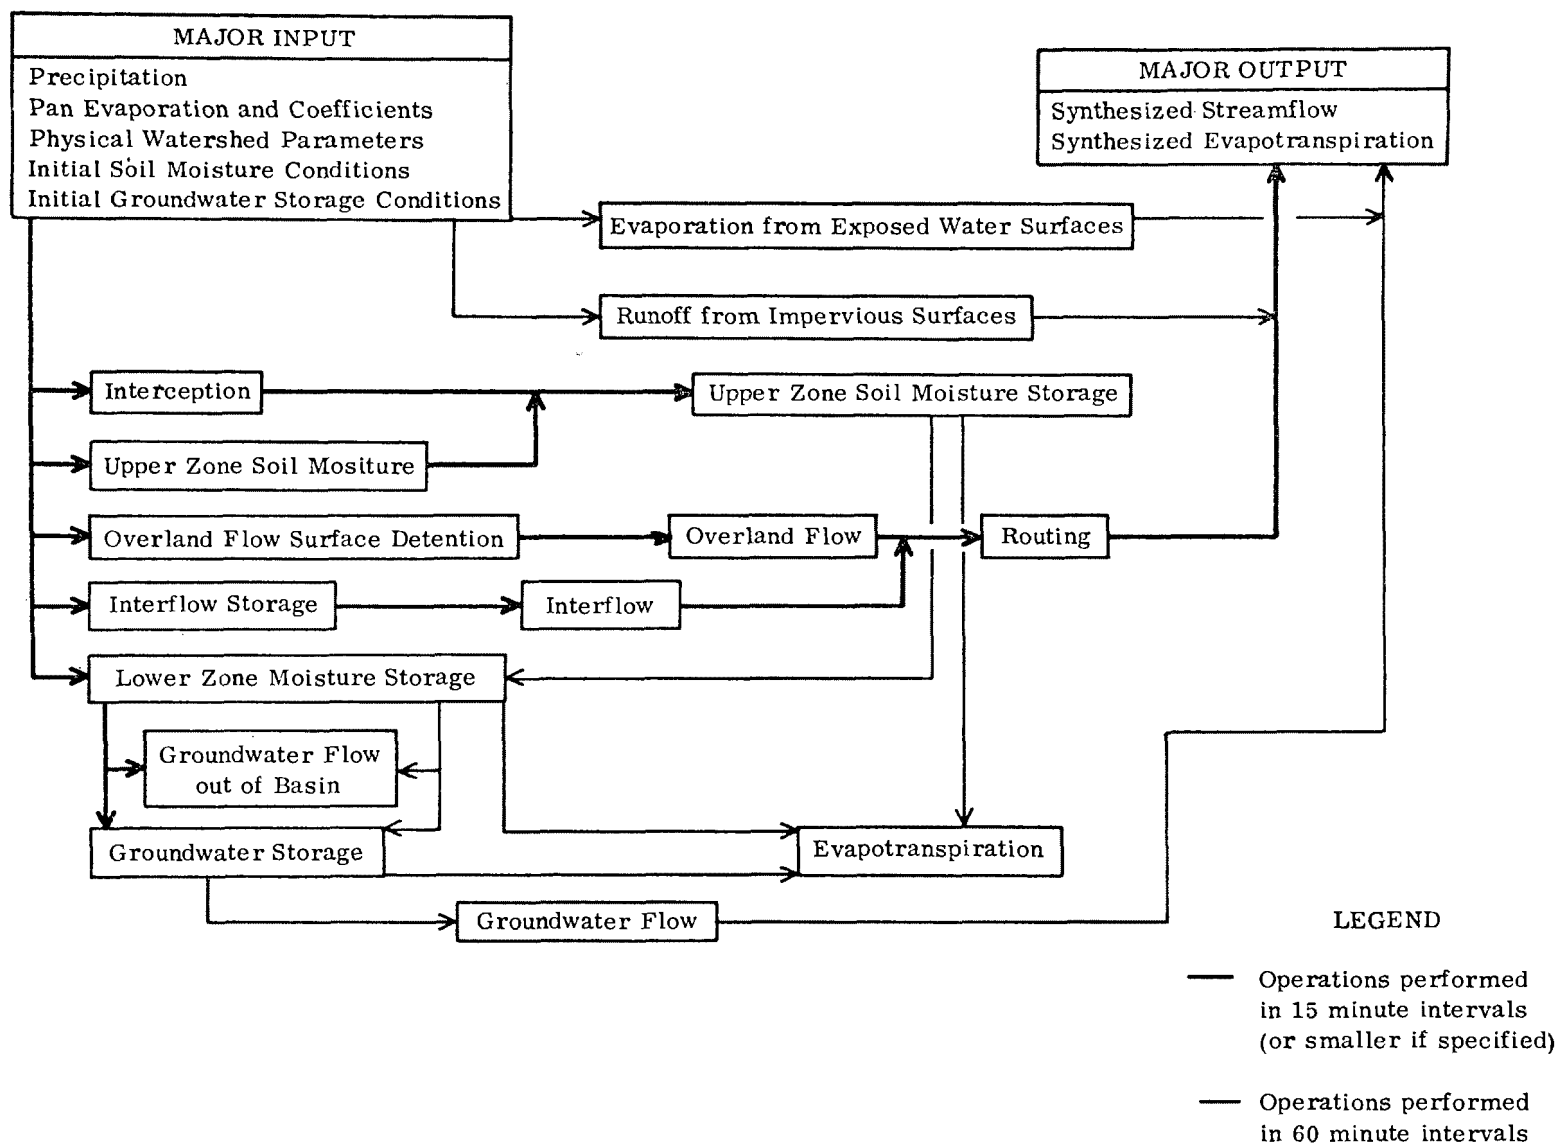 MAJOR INPUT
Precipitation
Pan Evaporation and Coefficients
Physical Watershed Parameters
Initial Soil Moisture Conditions
Initial Groundwater Storage Conditions
MAJOR OUTPUT
Synthesized Streamflow
Synthesized Evapotranspiration
Evaporation from Exposed Water Surfaces
Runoff from Impervious Surfaces
Interception
Upper Zone Soil Moisture Storage
Upper Zone Soil Mositure
Overland Flow Surface Detention
Overland Flow
Routing
Interflow Storage
Interflow
Lower Zone Moisture Storage
Groundwater Flow
out of Basin
Groundwater Storage
Evapotranspiration
Groundwater Flow
LEGEND
Operations performed
in 15 minute intervals
(or smaller if specified)
Operations performed
in 60 minute intervals